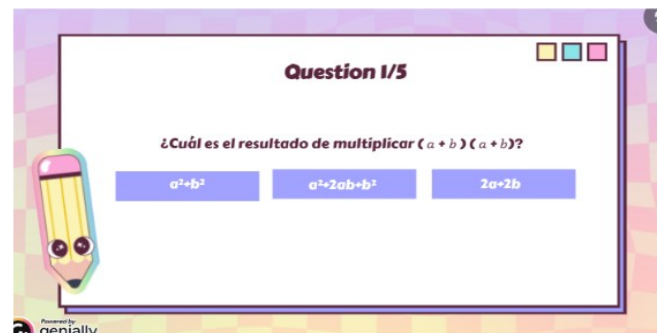 Question 1/5
¿Cuál es el resultado de multiplicar ( a + b ) ( a + b)?
a²+b²
a²+2ab+b²
2a+2b
Powered by
genially